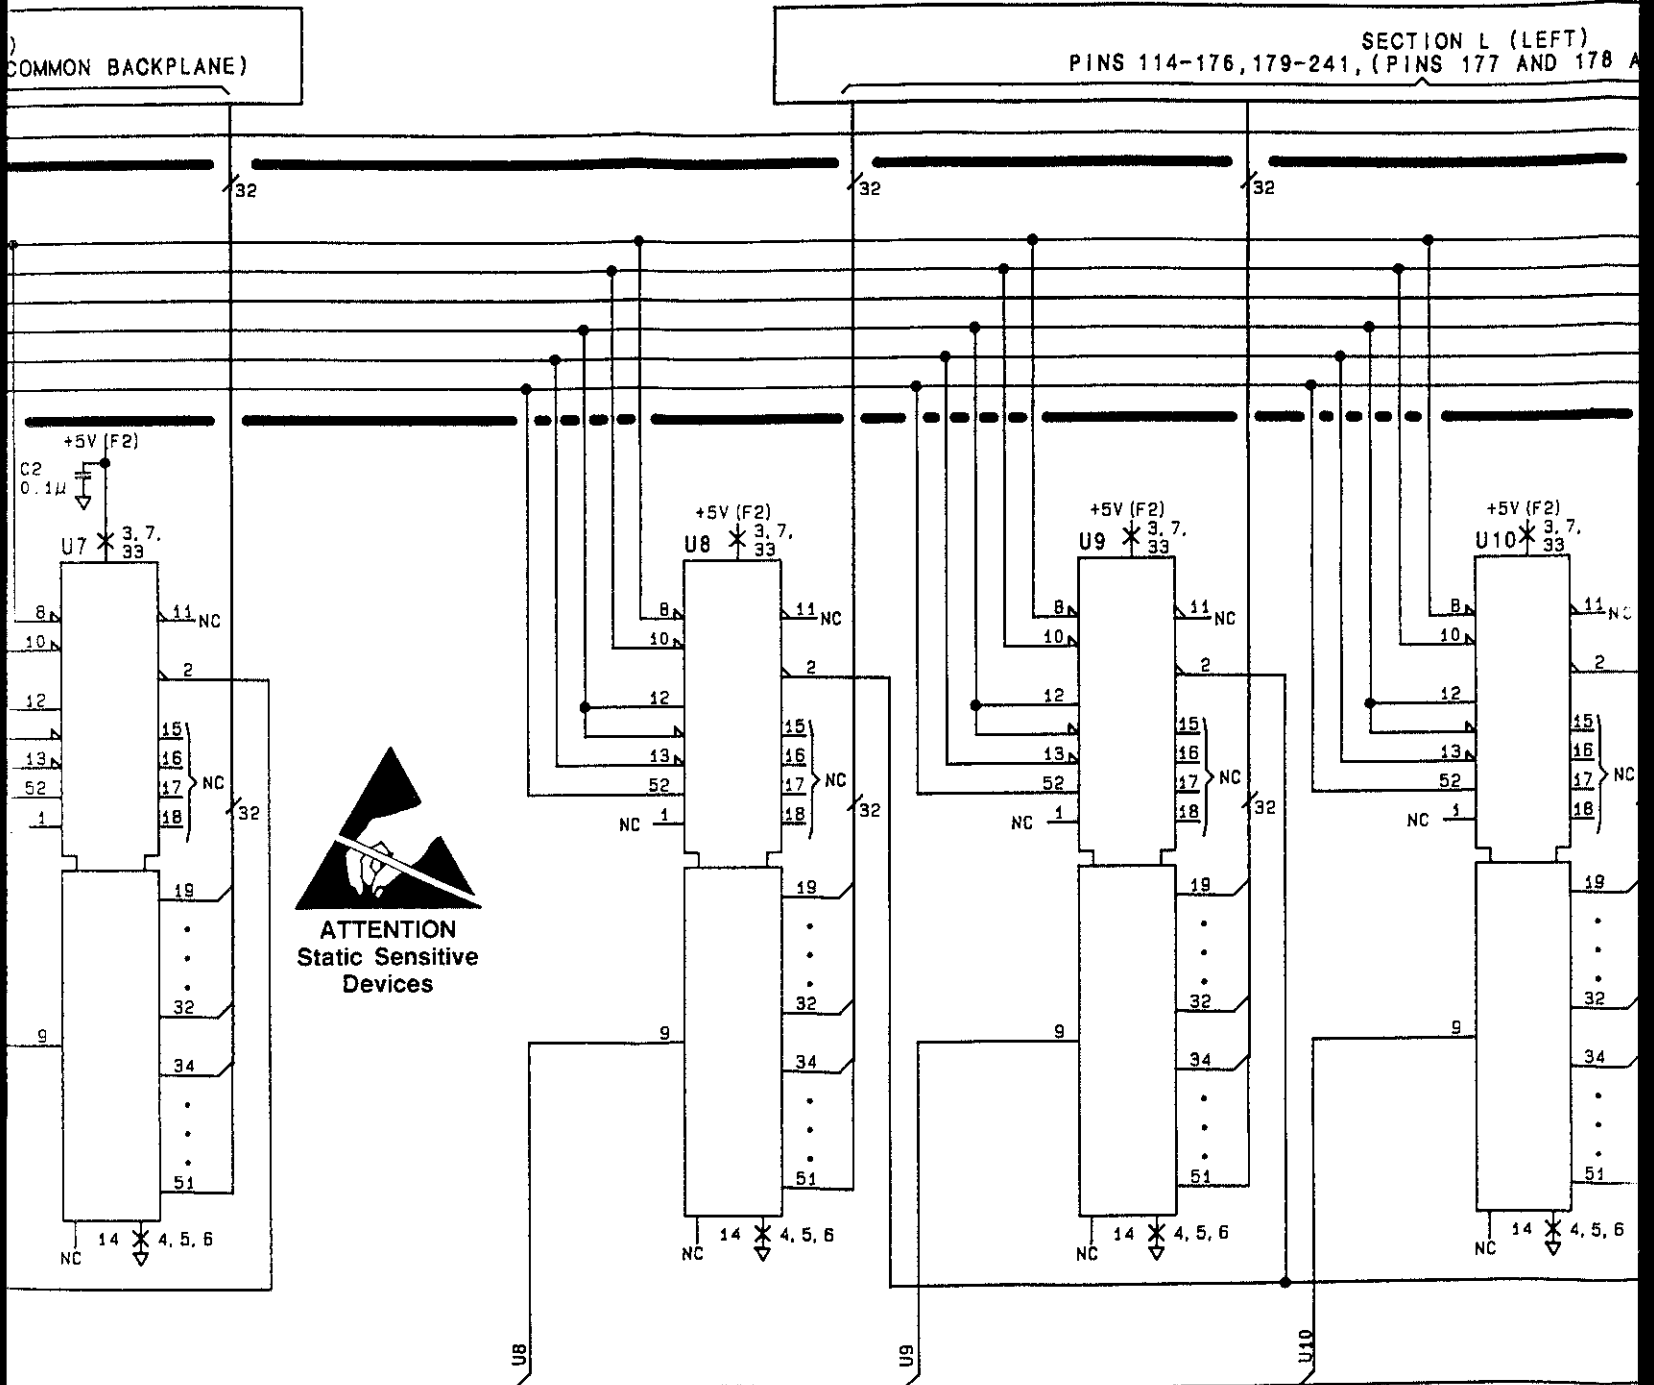 )
COMMON BACKPLANE)
SECTION L (LEFT)
PINS 114-176,179-241, (PINS 177 AND 178 A
32
32
32
+5V (F2)
C2
0.1µ
U7
3, 7,
33
8
10
12
13
52
1
11 NC
2
15
16
17
18
NC
32
19
32
34
51
9
NC
14
4, 5, 6
ATTENTION
Static Sensitive
Devices
+5V (F2)
U8
3, 7,
33
8
10
12
13
52
NC 1
11 NC
2
15
16
17
18
NC
32
19
32
34
51
9
NC
14
4, 5, 6
U8
+5V (F2)
U9
3, 7,
33
8
10
12
13
52
NC 1
11 NC
2
15
16
17
18
NC
32
19
32
34
51
9
NC
14
4, 5, 6
U9
+5V (F2)
U10
3, 7,
33
8
10
12
13
52
NC 1
11 NC
2
15
16
17
18
NC
19
32
34
51
9
NC
14
4, 5, 6
U10